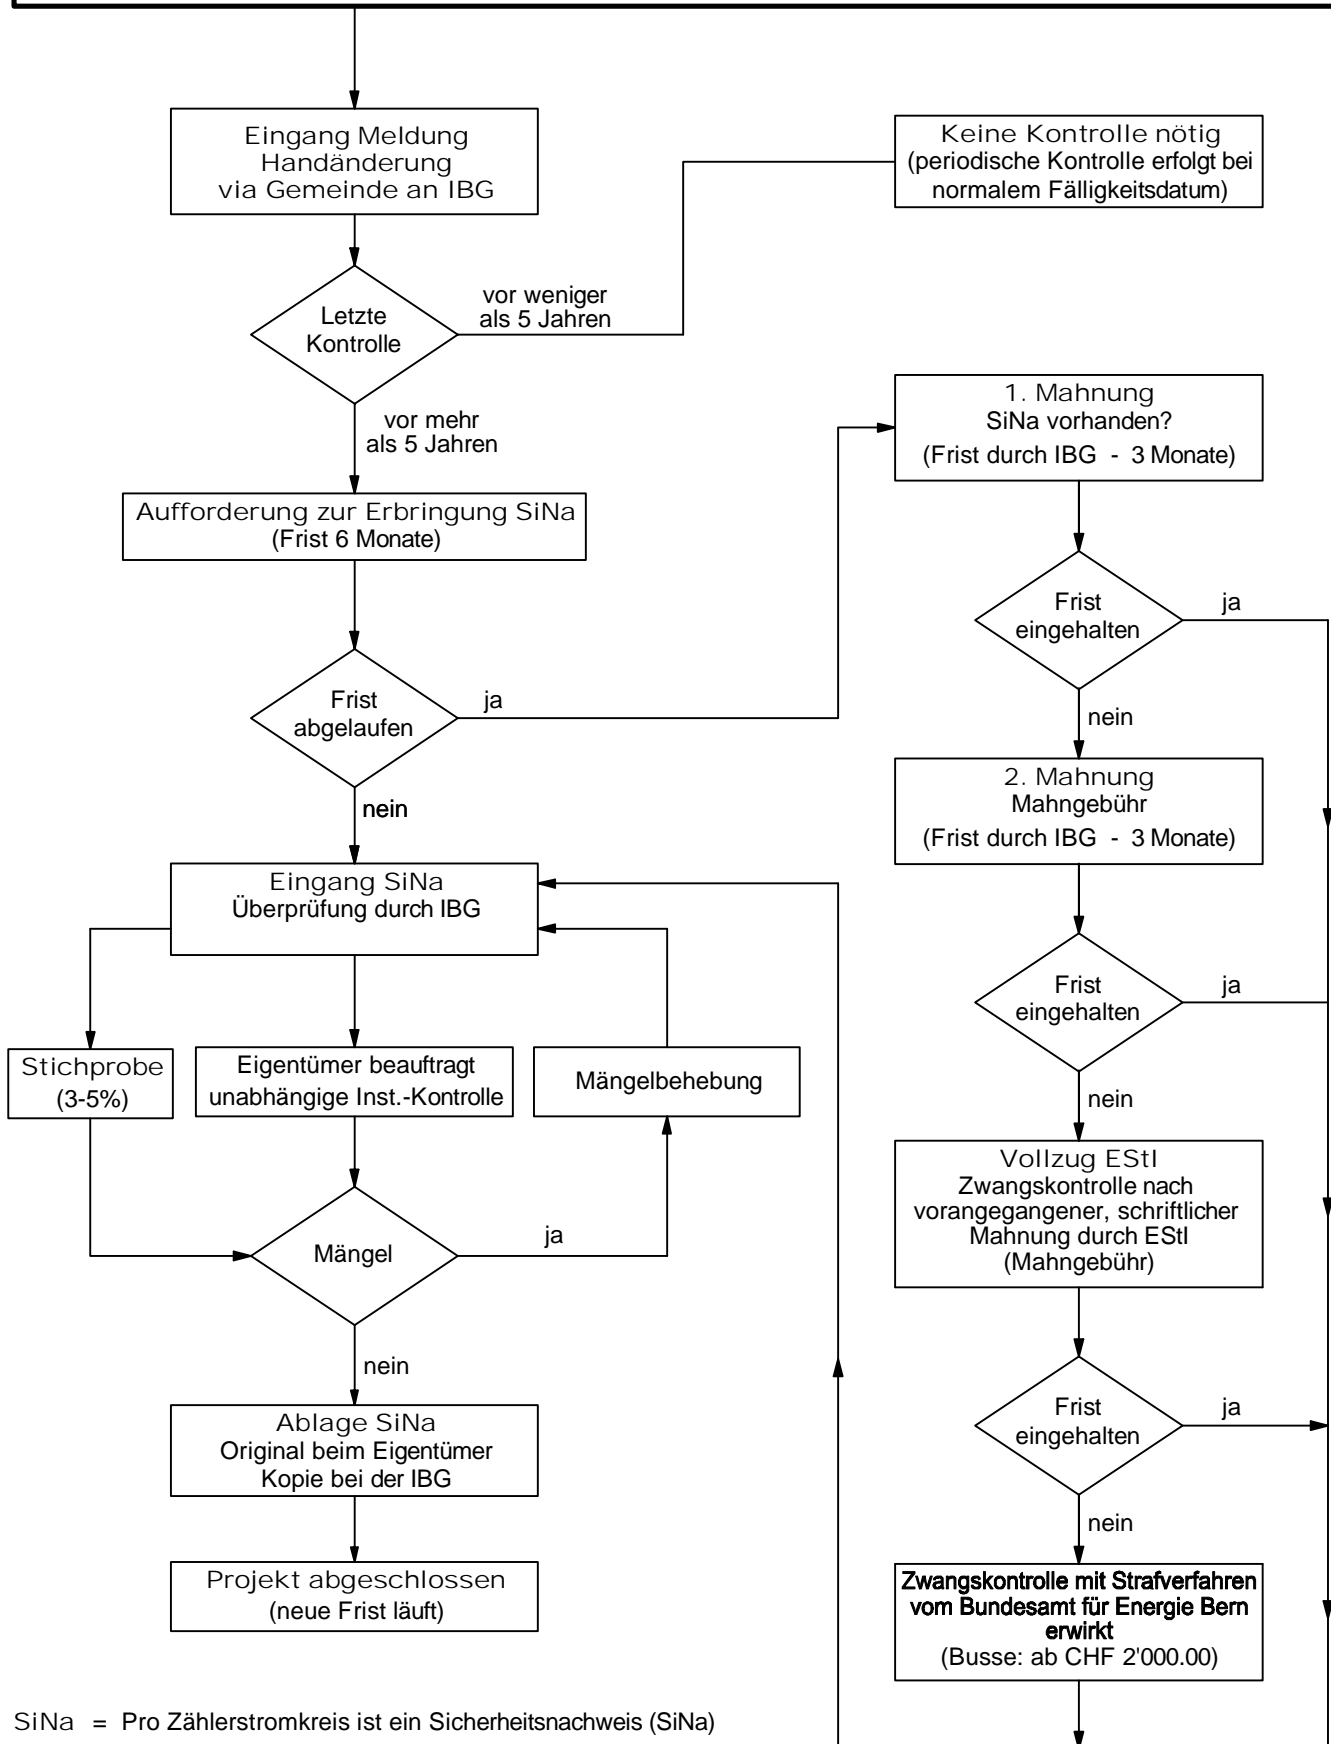 Eingang Meldung
Handänderung
via Gemeinde an IBG
Keine Kontrolle nötig
(periodische Kontrolle erfolgt bei
normalem Fälligkeitsdatum)
Letzte
Kontrolle
vor weniger
als 5 Jahren
vor mehr
als 5 Jahren
Aufforderung zur Erbringung SiNa
(Frist 6 Monate)
Frist
abgelaufen
ja
nein
1. Mahnung
SiNa vorhanden?
(Frist durch IBG - 3 Monate)
Frist
eingehalten
ja
nein
2. Mahnung
Mahngebühr
(Frist durch IBG - 3 Monate)
Frist
eingehalten
ja
nein
Eingang SiNa
Überprüfung durch IBG
Stichprobe
(3-5%)
Eigentümer beauftragt
unabhängige Inst.-Kontrolle
Mängelbehebung
Mängel
ja
nein
Vollzug EStI
Zwangskontrolle nach
vorangegangener, schriftlicher
Mahnung durch EStI
(Mahngebühr)
Frist
eingehalten
ja
nein
Ablage SiNa
Original beim Eigentümer
Kopie bei der IBG
Projekt abgeschlossen
(neue Frist läuft)
Zwangskontrolle mit Strafverfahren
vom Bundesamt für Energie Bern
erwirkt
(Busse: ab CHF 2'000.00)
SiNa = Pro Zählerstromkreis ist ein Sicherheitsnachweis (SiNa)